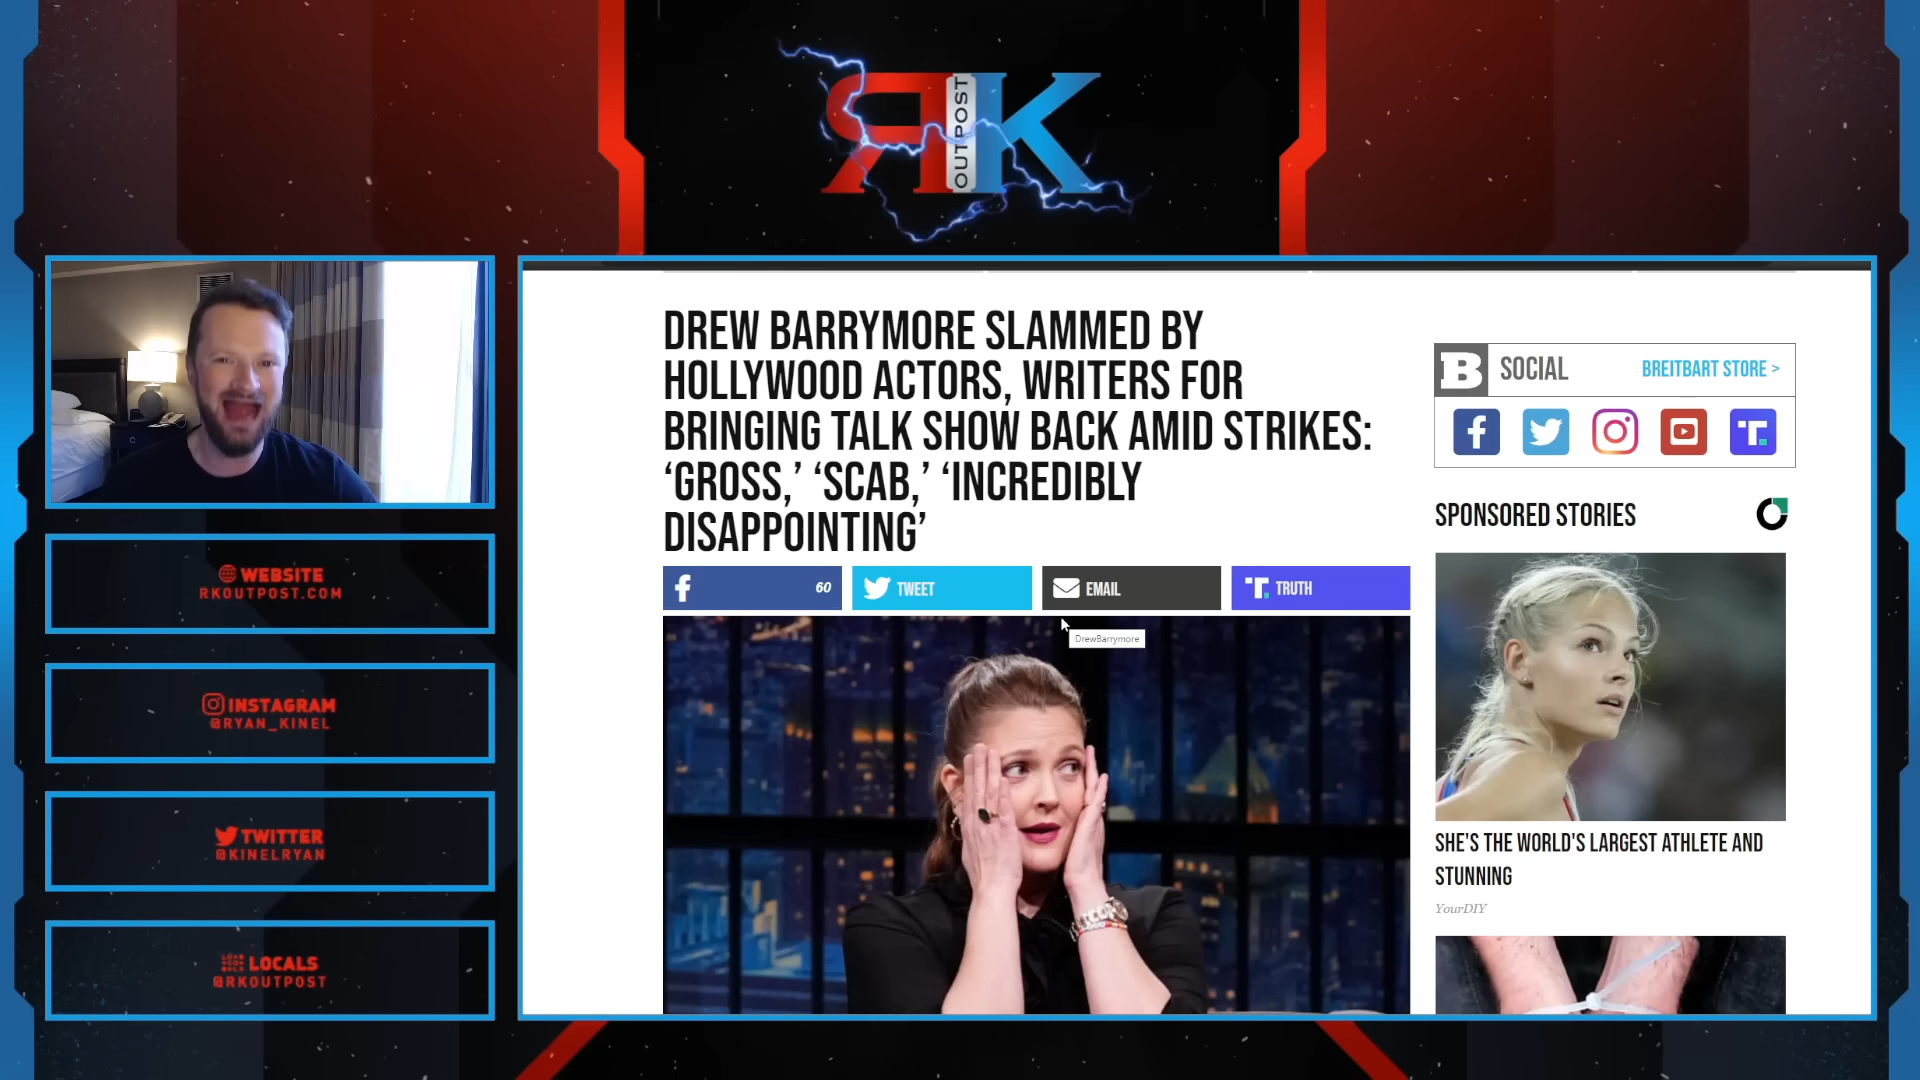 RK
OUTPOST
WEBSITE
RKOUTPOST.COM
INSTAGRAM
@RYAN_KINEL
TWITTER
@KINELRYAN
LOCALS
@RKOUTPOST
DREW BARRYMORE SLAMMED BY
HOLLYWOOD ACTORS, WRITERS FOR
BRINGING TALK SHOW BACK AMID STRIKES:
‘GROSS,’ ‘SCAB,’ ‘INCREDIBLY
DISAPPOINTING’
60
TWEET
EMAIL
TRUTH
DrewBarrymore
B SOCIAL
BREITBART STORE >
SPONSORED STORIES
SHE'S THE WORLD'S LARGEST ATHLETE AND
STUNNING
YourDIY